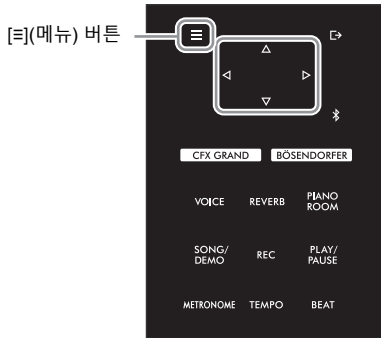 [≡](메뉴) 버튼
CFX GRAND
BÖSENDORFER
VOICE
REVERB
PIANO
ROOM
SONG/
DEMO
REC
PLAY/
PAUSE
METRONOME
TEMPO
BEAT